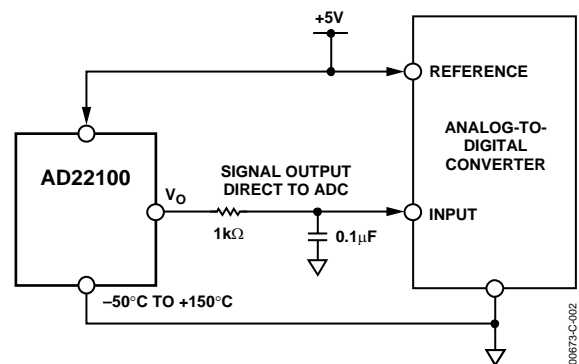 +5V
REFERENCE
ANALOG-TO-
DIGITAL
CONVERTER
AD22100
SIGNAL OUTPUT
DIRECT TO ADC
VO
INPUT
1kΩ
0.1μF
–50°C TO +150°C
00673-C-002